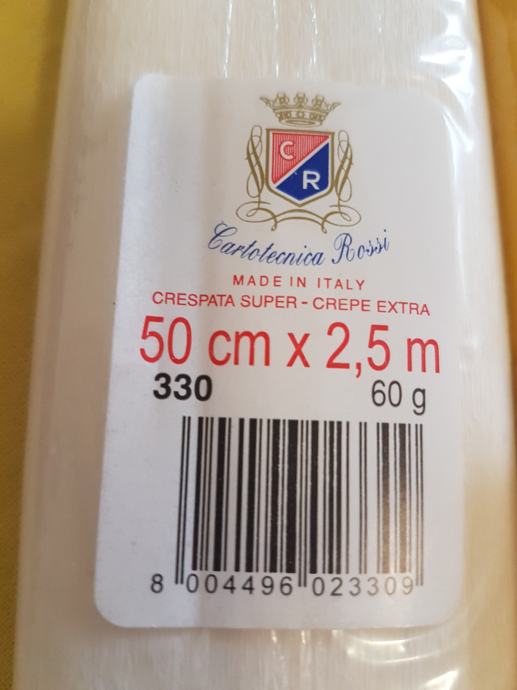 C
R
Cartotecnica Rossi
MADE IN ITALY
CRESPATA SUPER - CREPE EXTRA
50 cm x 2,5 m
330 60 g
8 004496 023309